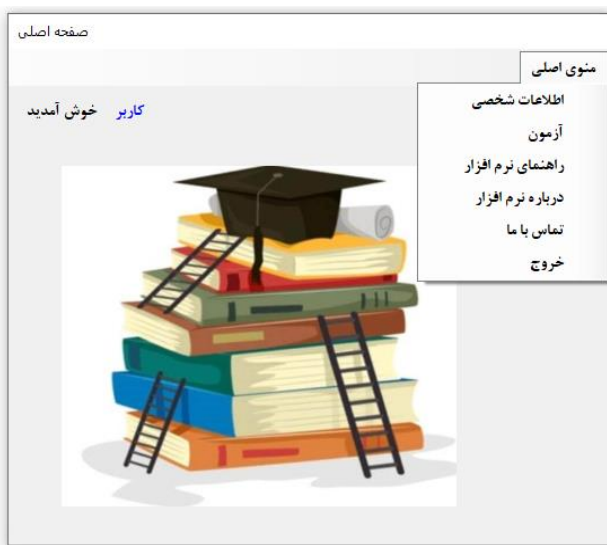 صفحه اصلی
منوی اصلی
اطلاعات شخصی
آزمون
راهنمای نرم افزار
درباره نرم افزار
تماس با ما
خروج
کاربر خوش آمدید